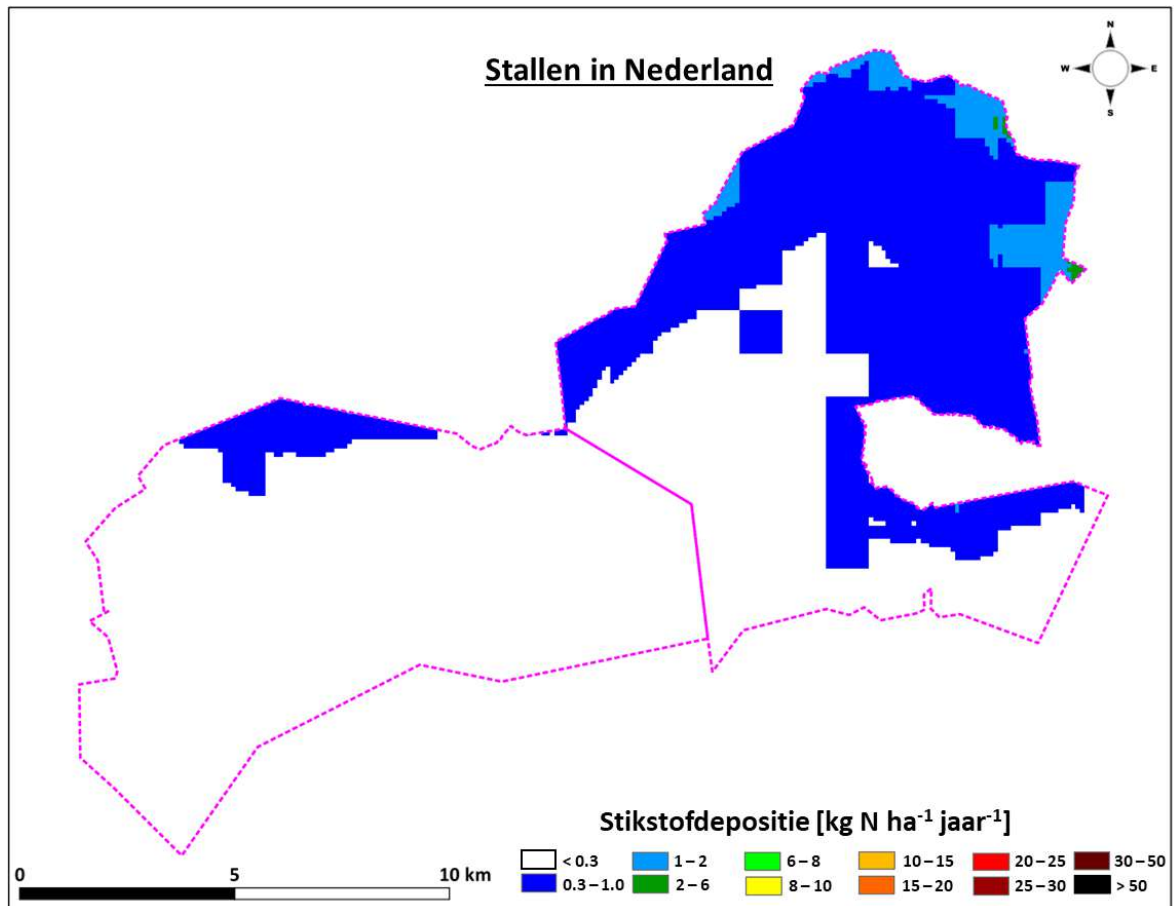 Stallen in Nederland
N
W E
S
Stikstofdepositie [kg N ha⁻¹ jaar⁻¹]
0 5 10 km
< 0.3 1 – 2 6 – 8 10 – 15 20 – 25 30 – 50
0.3 – 1.0 2 – 6 8 – 10 15 – 20 25 – 30 > 50